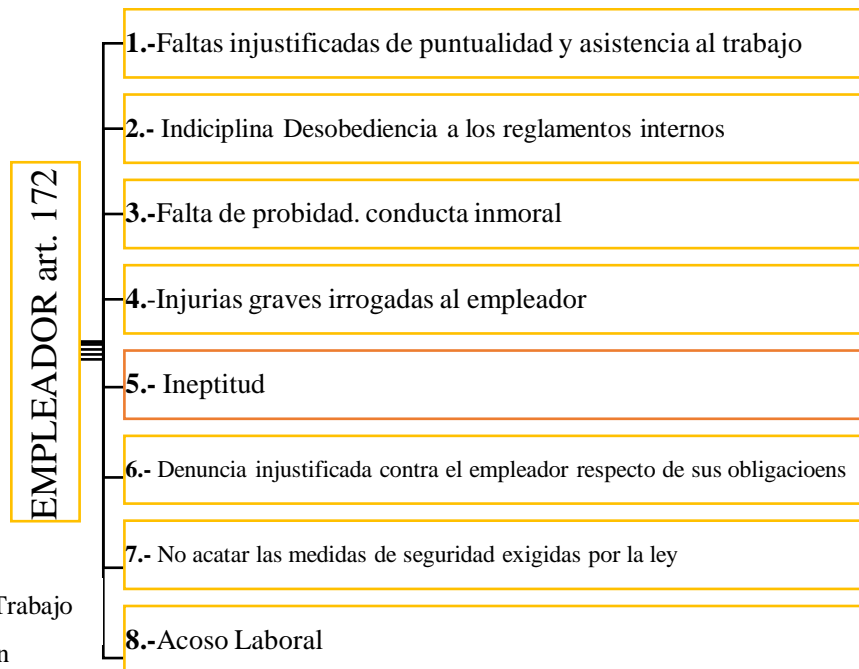 EMPLEADOR art. 172
1.-Faltas injustificadas de puntualidad y asistencia al trabajo
2.- Indiciplina Desobediencia a los reglamentos internos
3.-Falta de probidad. conducta inmoral
4.-Injurias graves irrogadas al empleador
5.- Ineptitud
6.- Denuncia injustificada contra el empleador respecto de sus obligacioens
7.- No acatar las medidas de seguridad exigidas por la ley
8.-Acoso Laboral
Trabajo